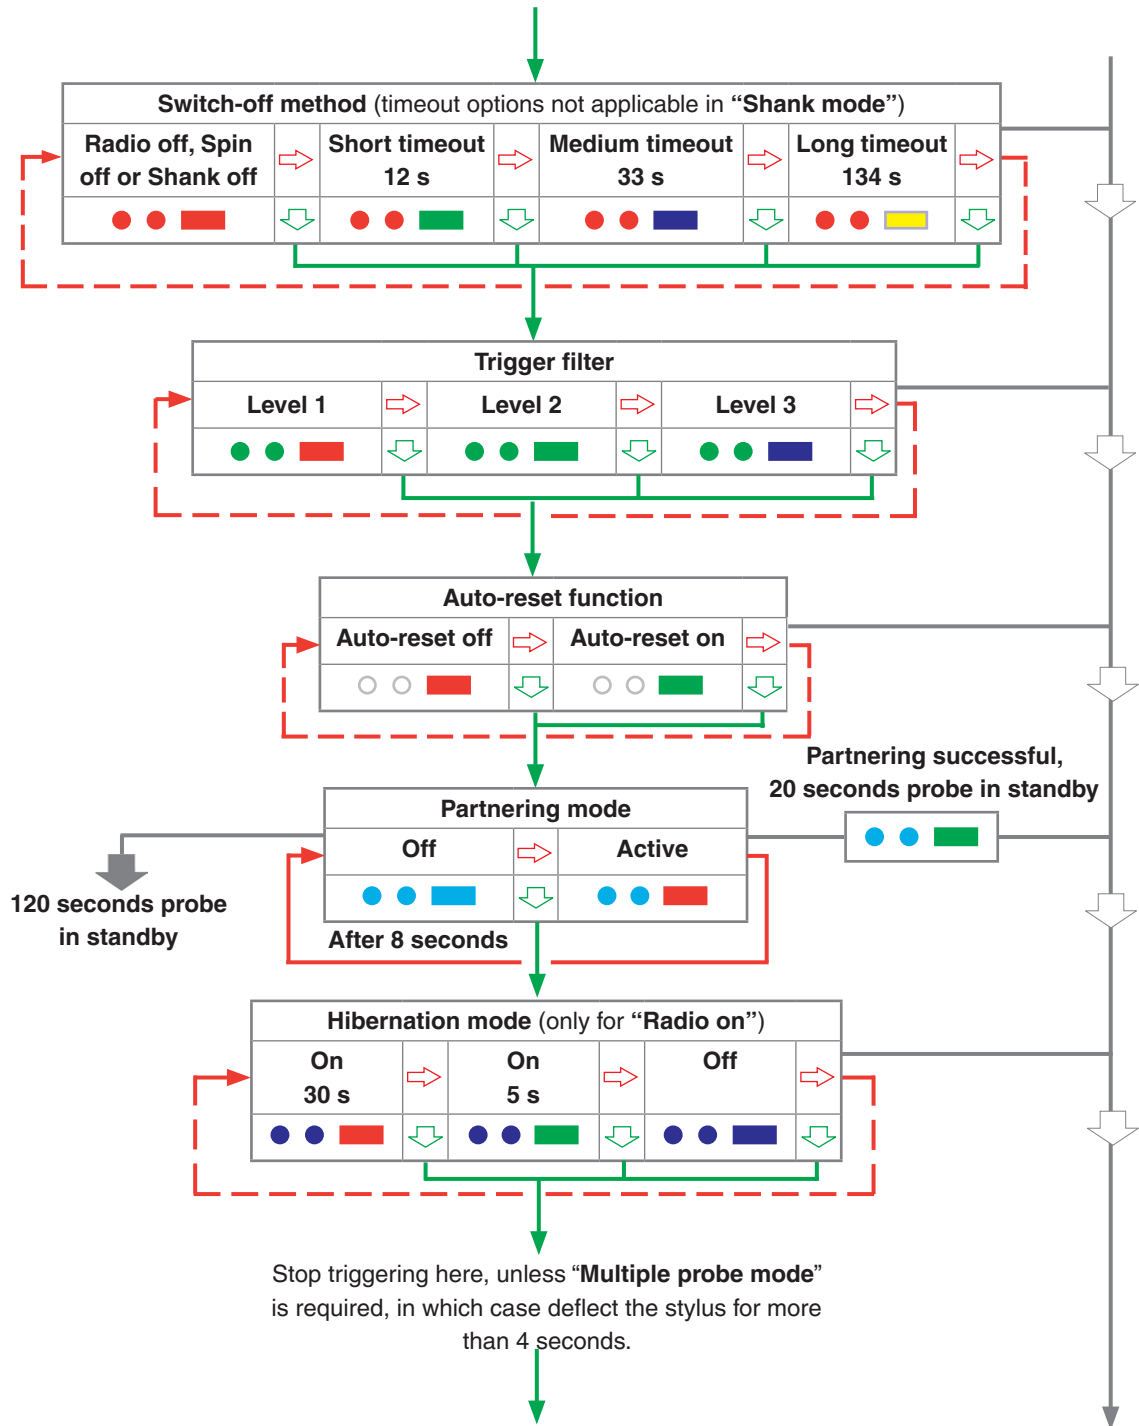 Switch-off method (timeout options not applicable in “Shank mode”)
Radio off, Spin
off or Shank off
Short timeout
12 s
Medium timeout
33 s
Long timeout
134 s
Trigger filter
Level 1
Level 2
Level 3
Auto-reset function
Auto-reset off
Auto-reset on
Partnering successful,
20 seconds probe in standby
Partnering mode
Off
Active
120 seconds probe
in standby
After 8 seconds
Hibernation mode (only for “Radio on”)
On
30 s
On
5 s
Off
Stop triggering here, unless “Multiple probe mode”
is required, in which case deflect the stylus for more
than 4 seconds.